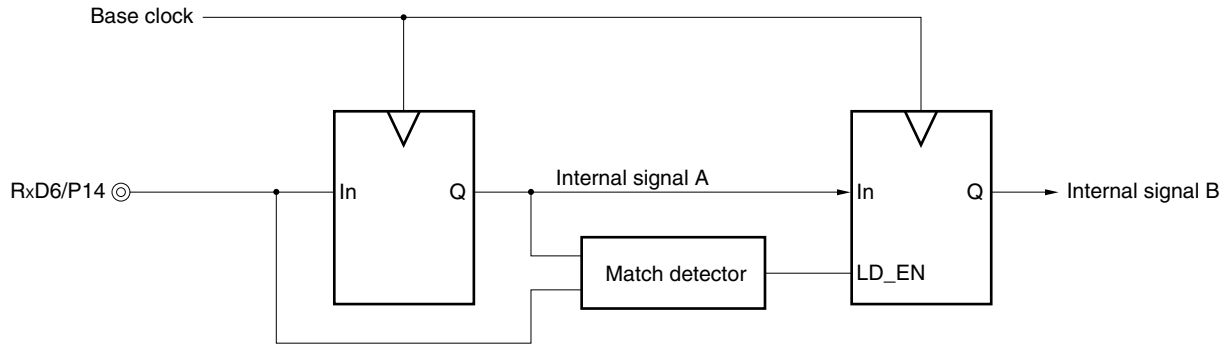 Base clock
RxD6/P14
In
Q
Internal signal A
In
Q
Internal signal B
Match detector
LD_EN